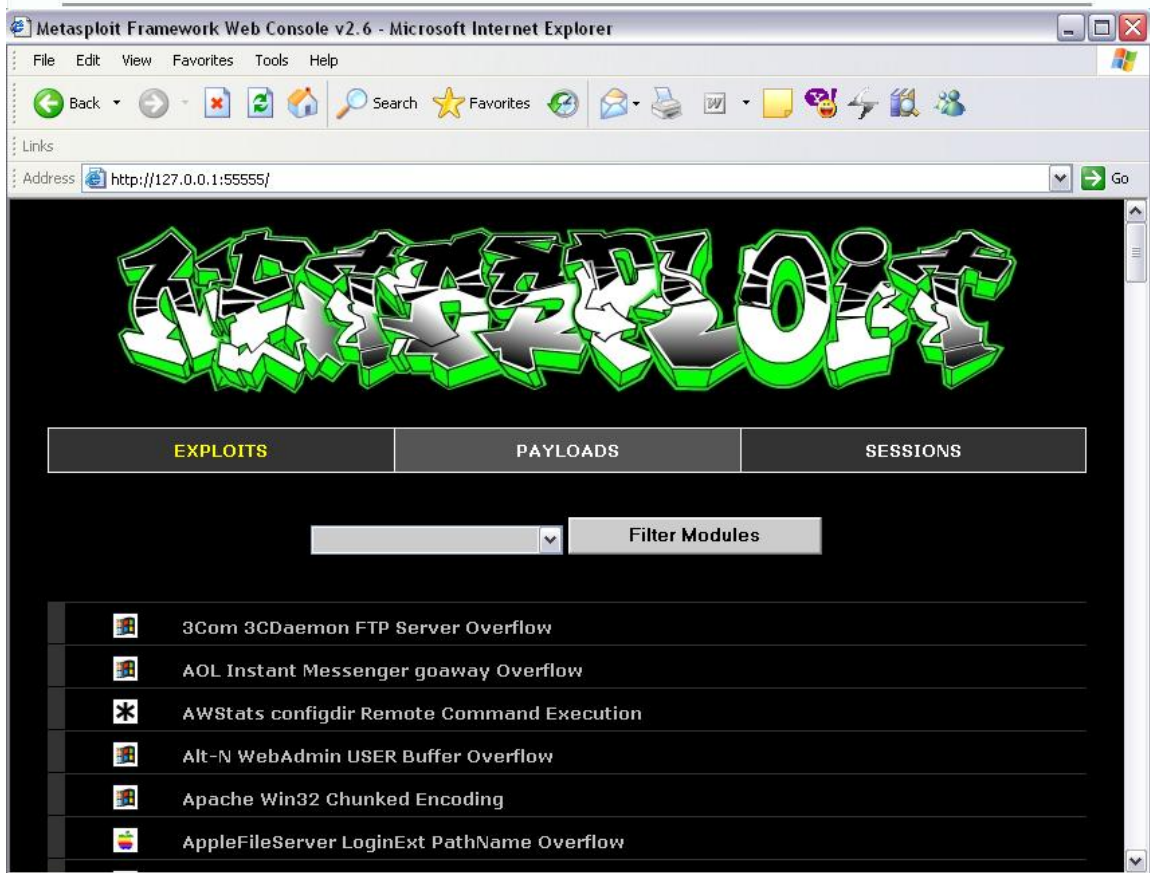 Metasploit Framework Web Console v2.6 - Microsoft Internet Explorer
File Edit View Favorites Tools Help
Back Search Favorites
Links
Address http://127.0.0.1:55555/ Go
METASPLOIT
EXPLOITS PAYLOADS SESSIONS
Filter Modules
3Com 3CDaemon FTP Server Overflow
AOL Instant Messenger goaway Overflow
AWStats configdir Remote Command Execution
Alt-N WebAdmin USER Buffer Overflow
Apache Win32 Chunked Encoding
AppleFileServer LoginExt PathName Overflow